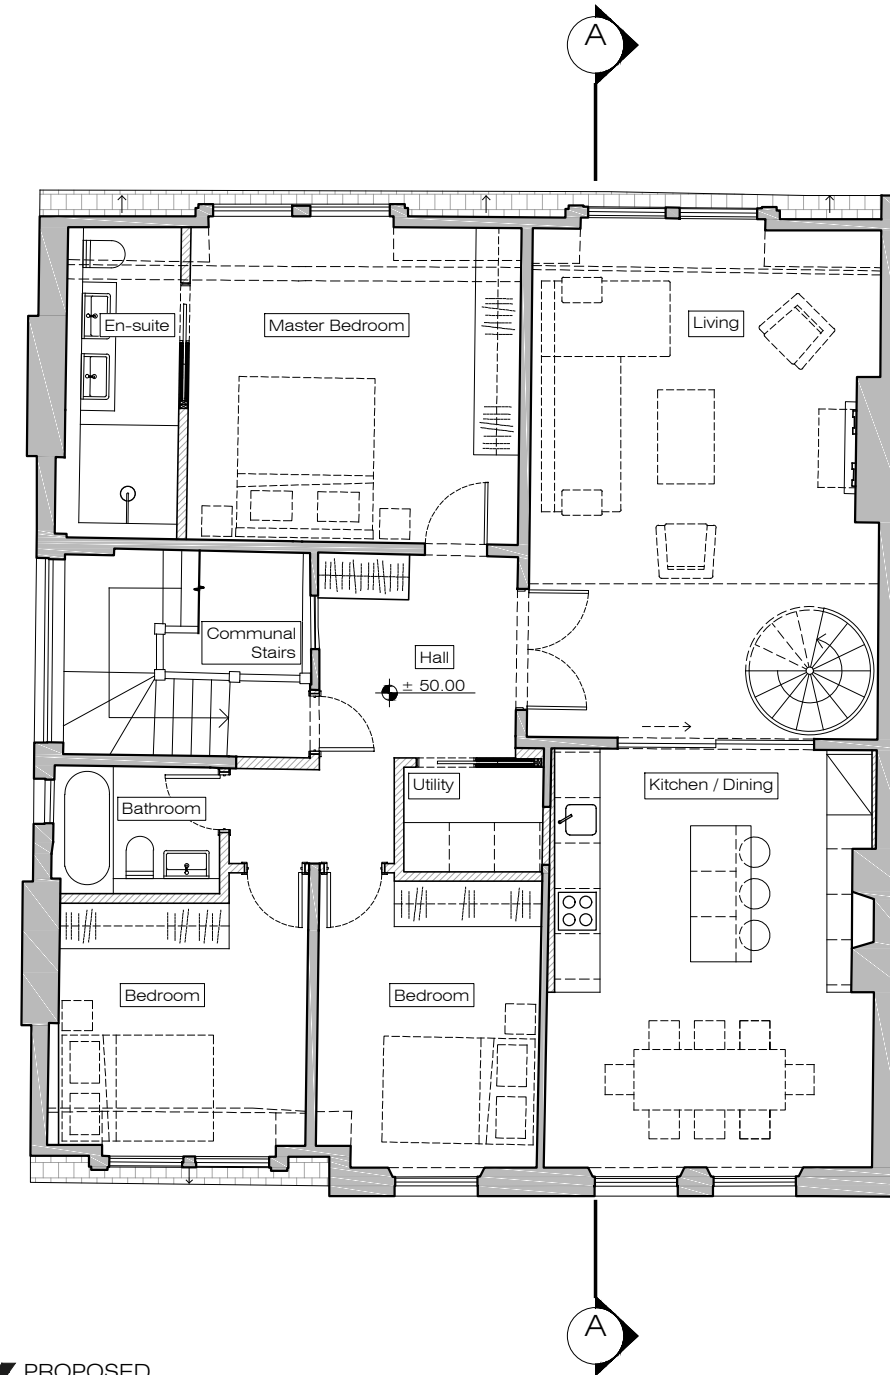 A
En-suite
Master Bedroom
Living
Communal
Stairs
Hall
± 50.00
Bathroom
Utility
Kitchen / Dining
Bedroom
Bedroom
A
PROPOSED